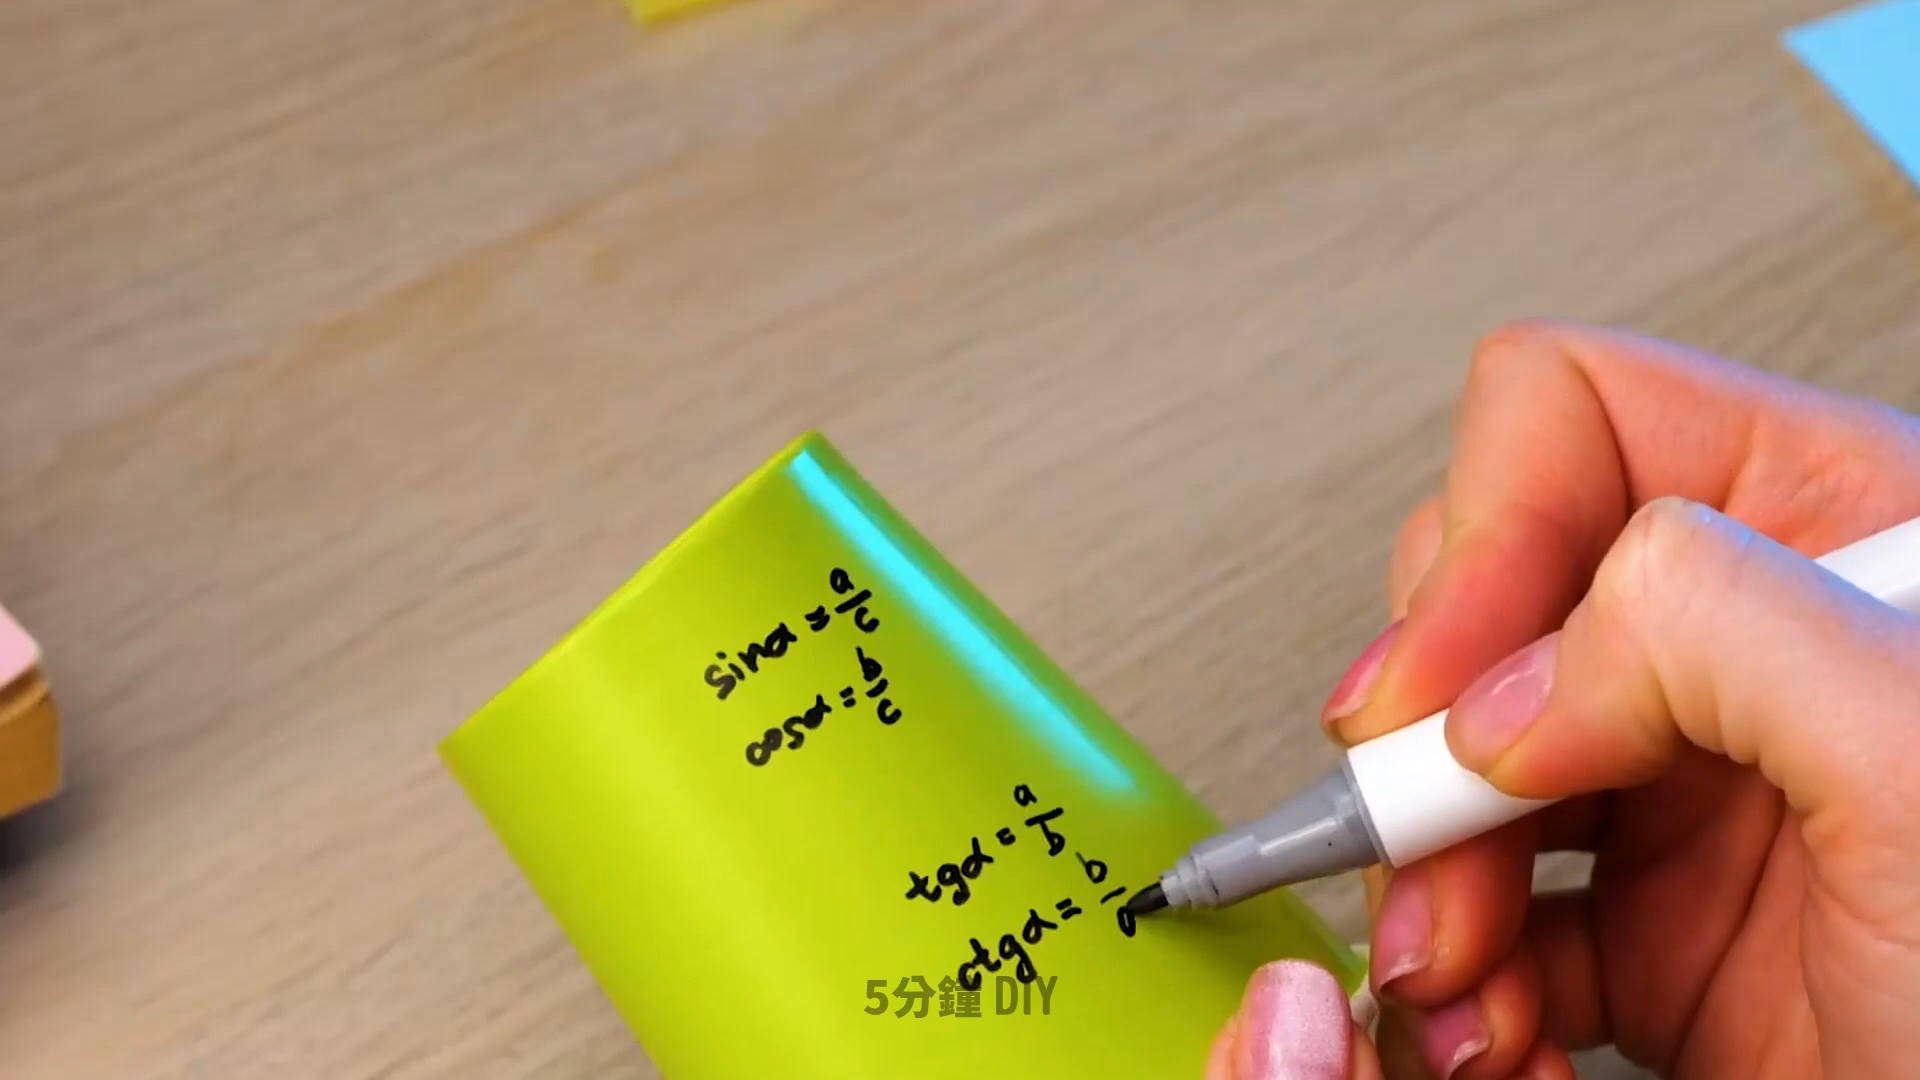 sinα = a/c
cosα = b/c
tgα = a/b
ctgα = b/a
5分鐘 DIY